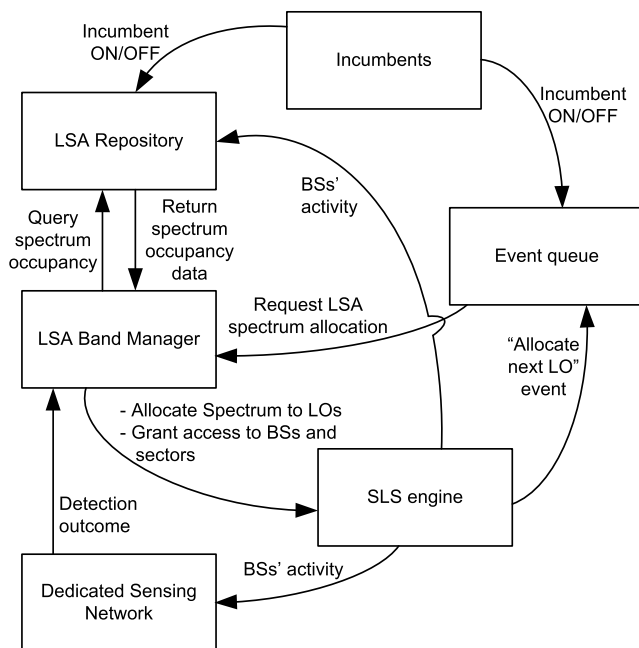 Incumbent
ON/OFF
Incumbents
Incumbent
ON/OFF
LSA Repository
BSs’
activity
Query
spectrum
occupancy
Return
spectrum
occupancy
data
Event queue
Request LSA
spectrum allocation
LSA Band Manager
“Allocate
next LO”
event
- Allocate Spectrum to LOs
- Grant access to BSs and
sectors
SLS engine
Detection
outcome
BSs’ activity
Dedicated Sensing
Network